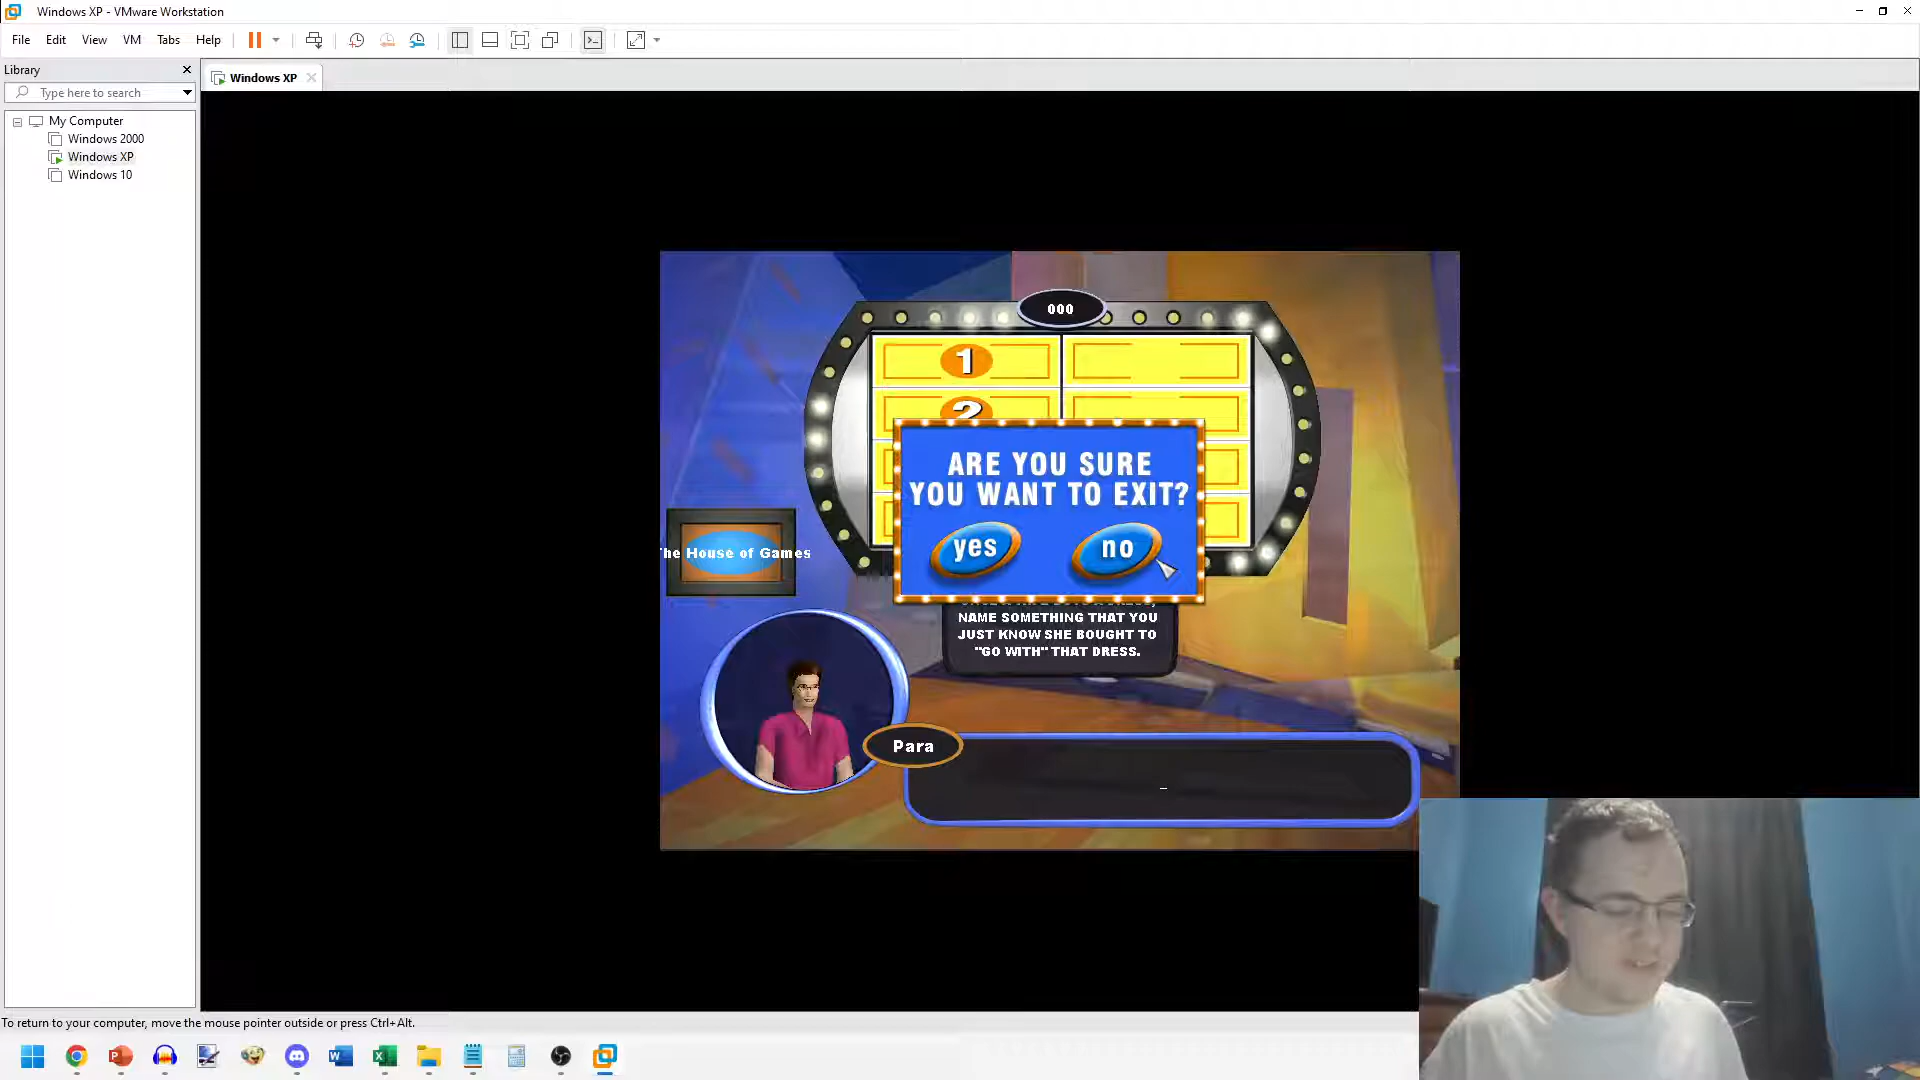 Windows XP - VMware Workstation
File Edit View VM Tabs Help
Library
Type here to search
My Computer
Windows 2000
Windows XP
Windows 10
Windows XP
000
1
2
ARE YOU SURE
YOU WANT TO EXIT?
yes no
he House of Games
NAME SOMETHING THAT YOU
JUST KNOW SHE BOUGHT TO
"GO WITH" THAT DRESS.
Para
To return to your computer, move the mouse pointer outside or press Ctrl+Alt.